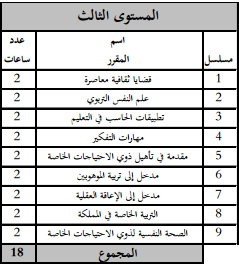 المستوى الثالث
مسلسل اسم المقرر عدد ساعات
1 قضايا ثقافية معاصرة 2
2 علم النفس التربوي 2
3 تطبيقات الحاسب في التعليم 2
4 مهارات التفكير 2
5 مقدمة في تأهيل ذوي الاحتياجات الخاصة 2
6 مدخل إلى تربية الموهوبين 2
7 مدخل إلى الإعاقة العقلية 2
8 التربية الخاصة في المملكة 2
9 الصحة النفسية لذوي الاحتياجات الخاصة 2
المجموع 18